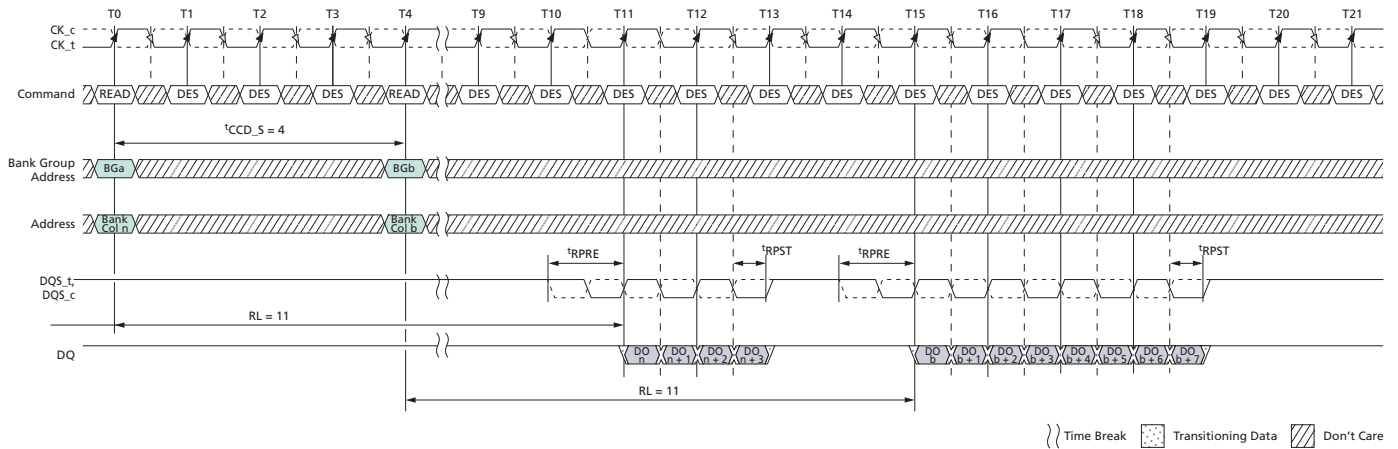 T0 T1 T2 T3 T4 T9 T10 T11 T12 T13 T14 T15 T16 T17 T18 T19 T20 T21
CK_c
CK_t
Command READ DES DES DES READ DES DES DES DES DES DES DES DES DES DES DES DES DES
tCCD_S = 4
Bank Group
Address
BGa BGb
Address
Bank
Col n
Bank
Col b
tRPRE tRPST tRPRE tRPST
DQS_t,
DQS_c
RL = 11
DQ
DO
n
DO
n + 1
DO
n + 2
DO
n + 3
DO
b
DO
b + 1
DO
b + 2
DO
b + 3
DO
b + 4
DO
b + 5
DO
b + 6
DO
b + 7
RL = 11
Time Break Transitioning Data Don't Care